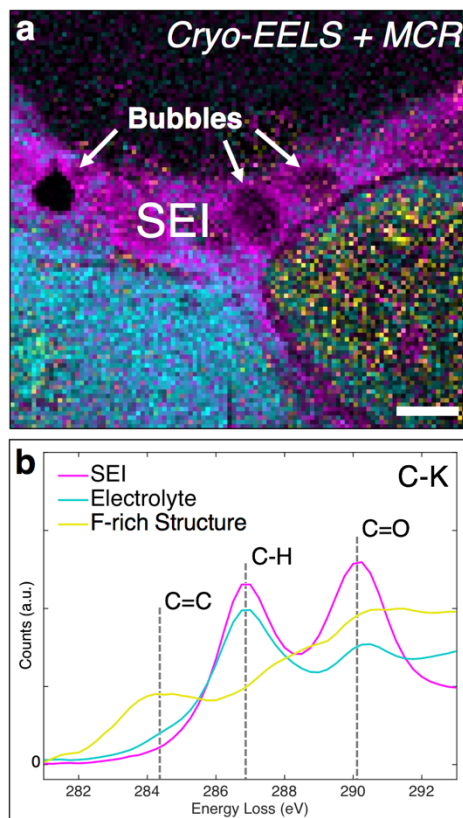 a
Cryo-EELS + MCR
Bubbles
SEI
b
C-K
SEI
Electrolyte
F-rich Structure
C=O
C-H
C=C
Counts (a.u.)
0
282 284 286 288 290 292
Energy Loss (eV)